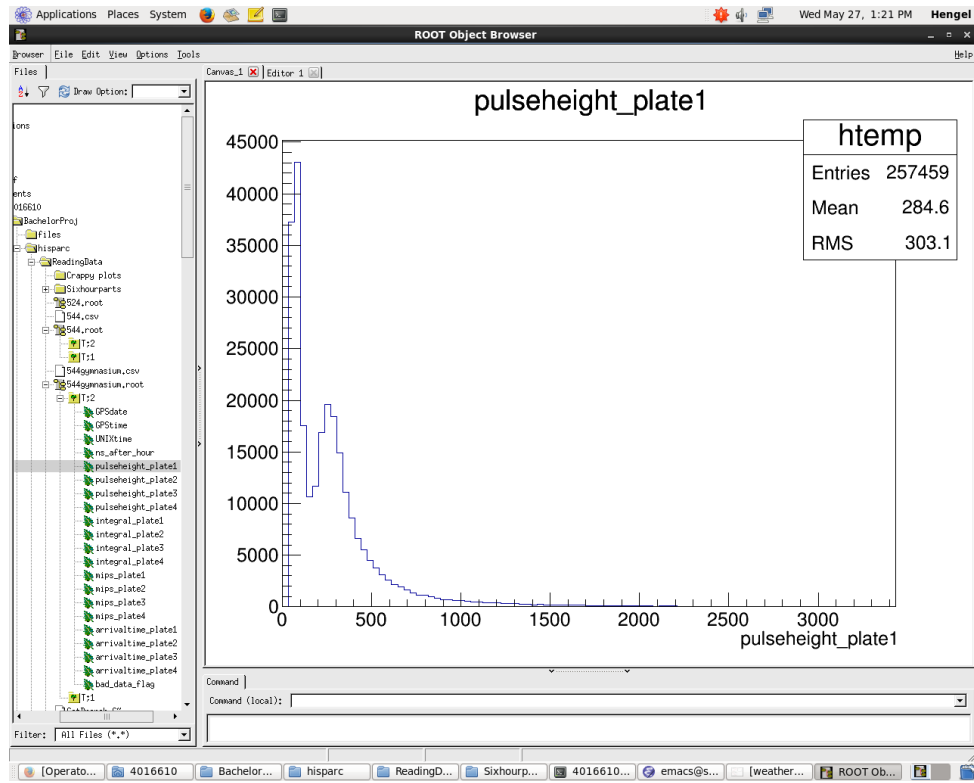 Applications Places System
Wed May 27, 1:21 PM Hengel
ROOT Object Browser
Browser File Edit View Options Tools
Help
Files
Draw Option:
ions
f
ents
016610
BachelorProj
files
hisparc
ReadingData
Crappy plots
Sixhourparts
524.root
544.csv
544.root
T;2
T;1
544gymnasium.csv
544gymnasium.root
T;2
GPSdate
GPStime
UNIXtime
ns_after_hour
pulseheight_plate1
pulseheight_plate2
pulseheight_plate3
pulseheight_plate4
integral_plate1
integral_plate2
integral_plate3
integral_plate4
mips_plate1
mips_plate2
mips_plate3
mips_plate4
arrivaltime_plate1
arrivaltime_plate2
arrivaltime_plate3
arrivaltime_plate4
bad_data_flag
T;1
Filter: All Files (*.*)
Canvas_1 Editor 1
pulseheight_plate1
htemp
Entries 257459
Mean 284.6
RMS 303.1
45000
40000
35000
30000
25000
20000
15000
10000
5000
0
0 500 1000 1500 2000 2500 3000
pulseheight_plate1
Command
Command (local):
[Operato... 4016610 Bachelor... hisparc ReadingD... Sixhourp... 4016610... emacs@s... [weather... ROOT Ob...